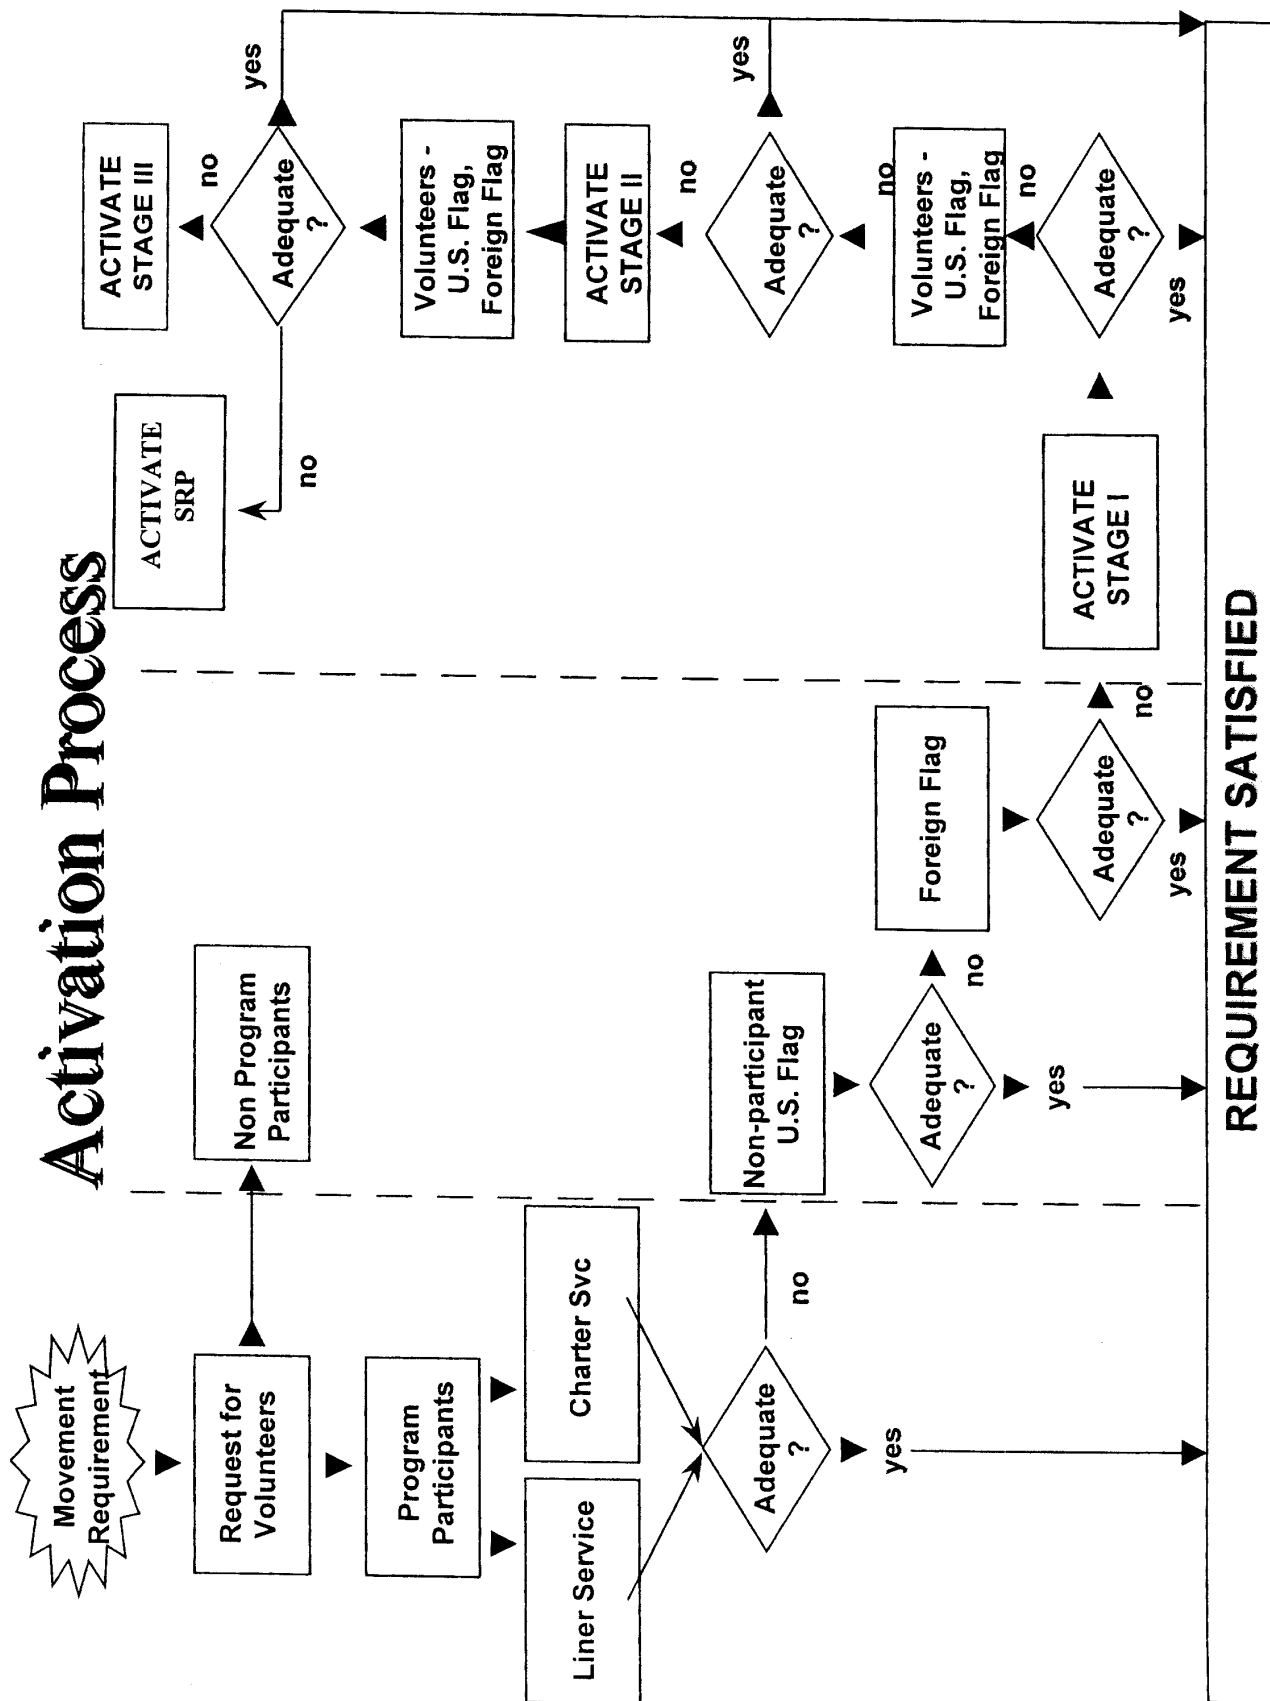 Activation Process
Movement
Requirement
Request for
Volunteers
Non Program
Participants
Program
Participants
Liner Service
Charter Svc
Adequate
?
no
yes
Non-participant
U.S. Flag
Adequate
?
no
yes
Foreign Flag
Adequate
?
no
yes
ACTIVATE
STAGE I
Adequate
?
yes
no
Volunteers -
U.S. Flag,
Foreign Flag
no
Adequate
?
yes
no
ACTIVATE
STAGE II
Volunteers -
U.S. Flag,
Foreign Flag
Adequate
?
yes
no
no
ACTIVATE
SRP
ACTIVATE
STAGE III
REQUIREMENT SATISFIED